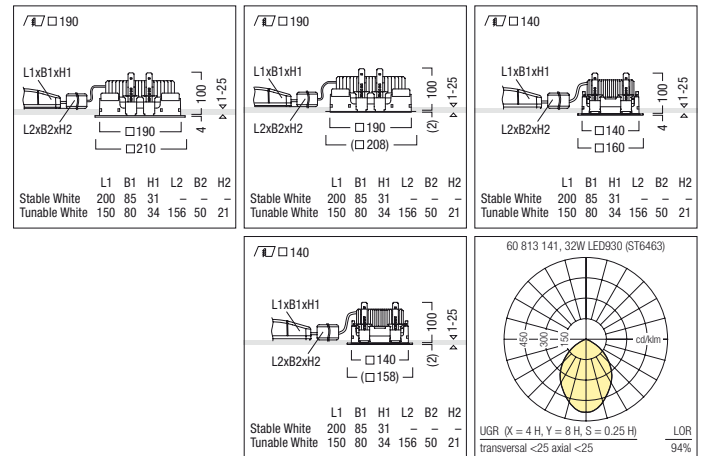 □190
L1xB1xH1
L2xB2xH2
100
1-25
4
□190
□210
L1 B1 H1 L2 B2 H2
Stable White 200 85 31 – – –
Tunable White 150 80 34 156 50 21
□190
L1xB1xH1
L2xB2xH2
100
1-25
(2)
□190
(□208)
L1 B1 H1 L2 B2 H2
Stable White 200 85 31 – – –
Tunable White 150 80 34 156 50 21
□140
L1xB1xH1
L2xB2xH2
100
1-25
4
□140
□160
L1 B1 H1 L2 B2 H2
Stable White 200 85 31 – – –
Tunable White 150 80 34 156 50 21
□140
L1xB1xH1
L2xB2xH2
100
1-25
(2)
□140
(□158)
L1 B1 H1 L2 B2 H2
Stable White 200 85 31 – – –
Tunable White 150 80 34 156 50 21
60 813 141, 32W LED930 (ST6463)
450 300 150 cd/klm
UGR (X = 4 H, Y = 8 H, S = 0.25 H) LOR
transversal <25 axial <25 94%